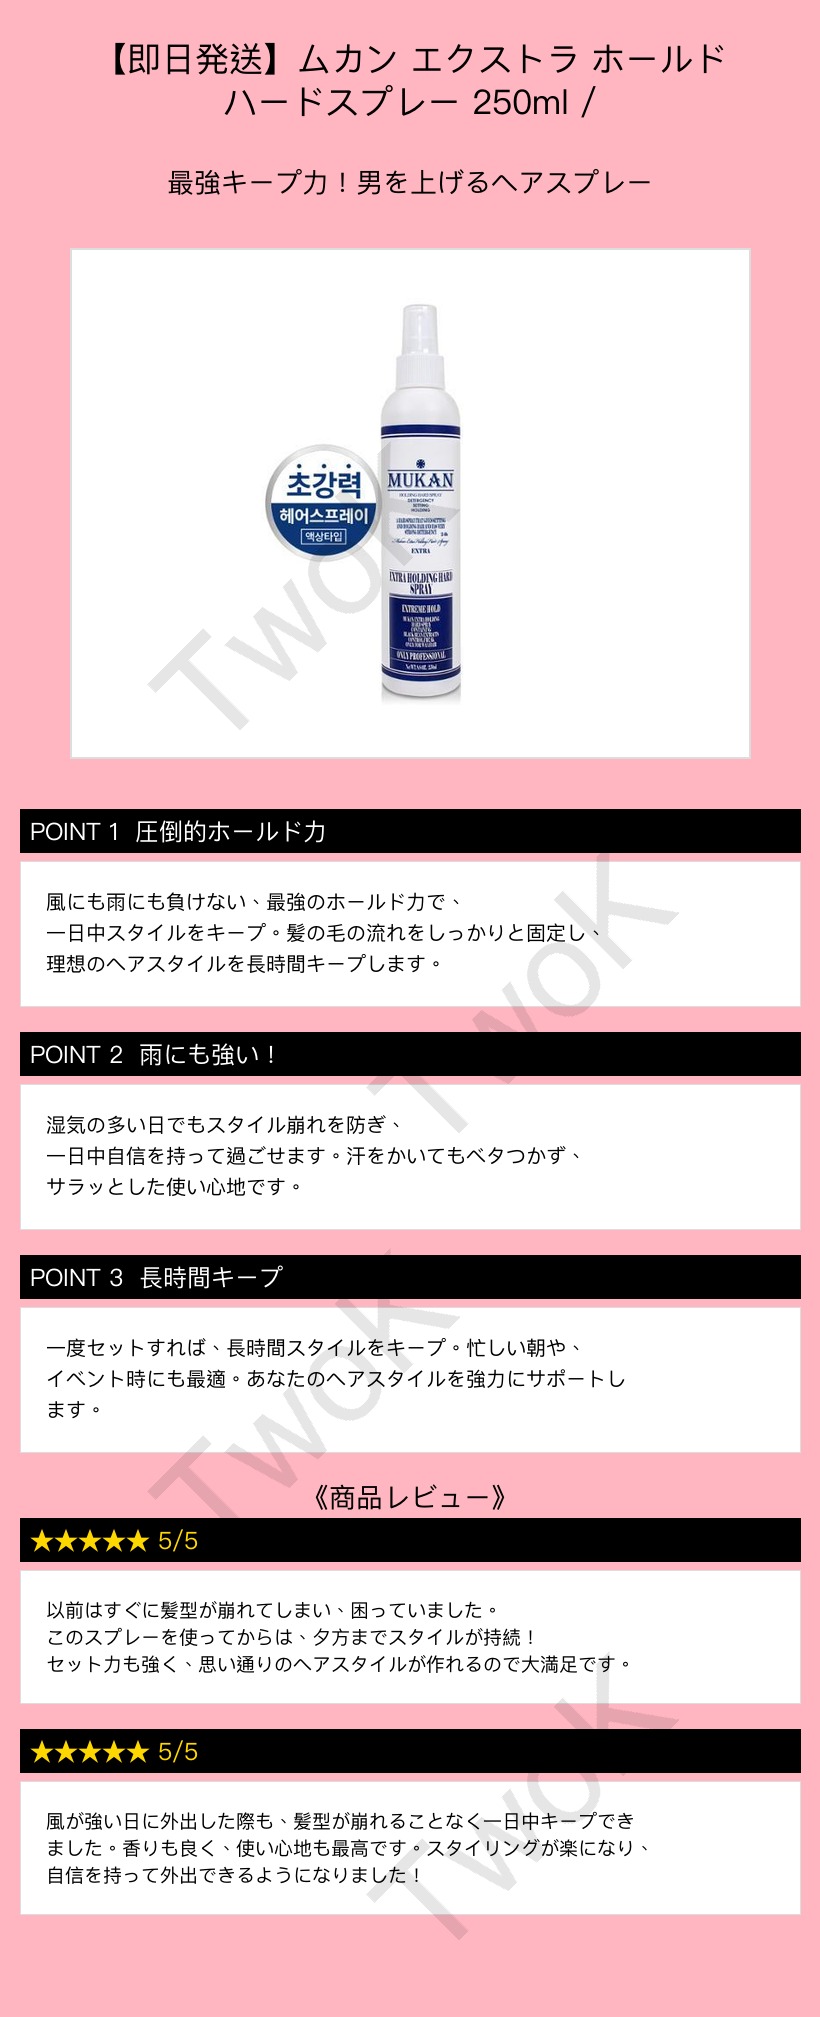 【即日発送】ムカン エクストラ ホールド
ハードスプレー 250ml /
最強キープ力！男を上げるヘアスプレー
초강력
헤어스프레이
액상타입
MUKAN
HOLDING HARD SPRAY
DETERGENCY
SETTING
HOLDING
EXTRA
EXTRA HOLDING HARD
SPRAY
EXTREME HOLD
MUKAN EXTRA HOLDING
HARD SPRAY
CONTAINING
BLACK BEAN EXTRACTS
ONLY PROFESSIONAL
TwoK
POINT 1 圧倒的ホールド力
風にも雨にも負けない、最強のホールド力で、
一日中スタイルをキープ。髪の毛の流れをしっかりと固定し、
理想のヘアスタイルを長時間キープします。
TwoK
POINT 2 雨にも強い！
湿気の多い日でもスタイル崩れを防ぎ、
一日中自信を持って過ごせます。汗をかいてもベタつかず、
サラッとした使い心地です。
POINT 3 長時間キープ
一度セットすれば、長時間スタイルをキープ。忙しい朝や、
イベント時にも最適。あなたのヘアスタイルを強力にサポートし
ます。
TwoK
《商品レビュー》
★★★★★ 5/5
以前はすぐに髪型が崩れてしまい、困っていました。
このスプレーを使ってからは、夕方までスタイルが持続！
セット力も強く、思い通りのヘアスタイルが作れるので大満足です。
★★★★★ 5/5
風が強い日に外出した際も、髪型が崩れることなく一日中キープでき
ました。香りも良く、使い心地も最高です。スタイリングが楽になり、
自信を持って外出できるようになりました！
TwoK